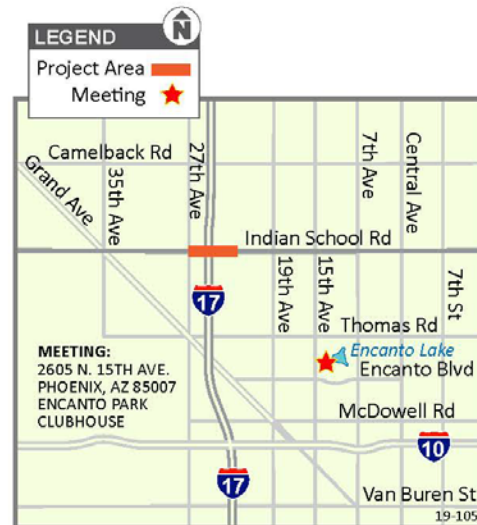 LEGEND
N
Project Area
Meeting
Camelback Rd
Grand Ave
35th Ave
27th Ave
7th Ave
Central Ave
Indian School Rd
17
19th Ave
15th Ave
7th St
Thomas Rd
Encanto Lake
Encanto Blvd
MEETING:
2605 N. 15TH AVE.
PHOENIX, AZ 85007
ENCANTO PARK
CLUBHOUSE
McDowell Rd
10
17
Van Buren St
19-105